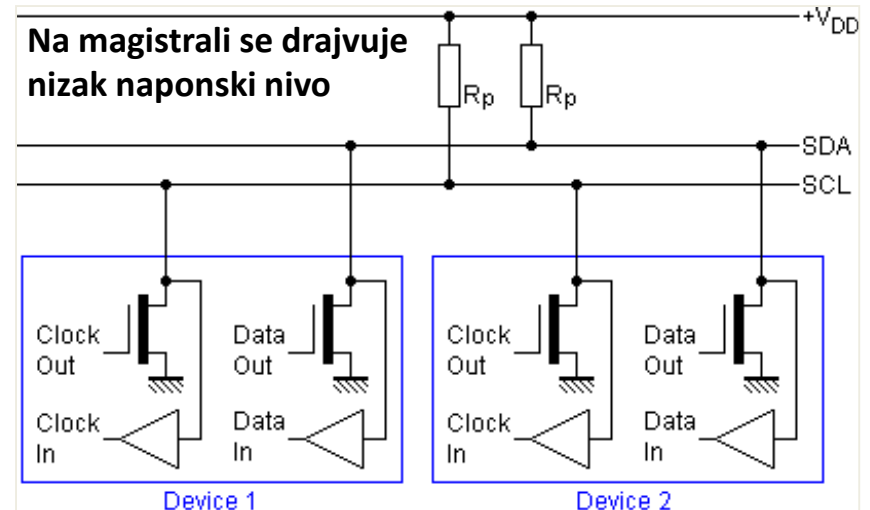 Na magistrali se drajvuje
nizak naponski nivo
+VDD
Rp
Rp
SDA
SCL
Clock
Out
Data
Out
Clock
Out
Data
Out
Clock
In
Data
In
Clock
In
Data
In
Device 1
Device 2